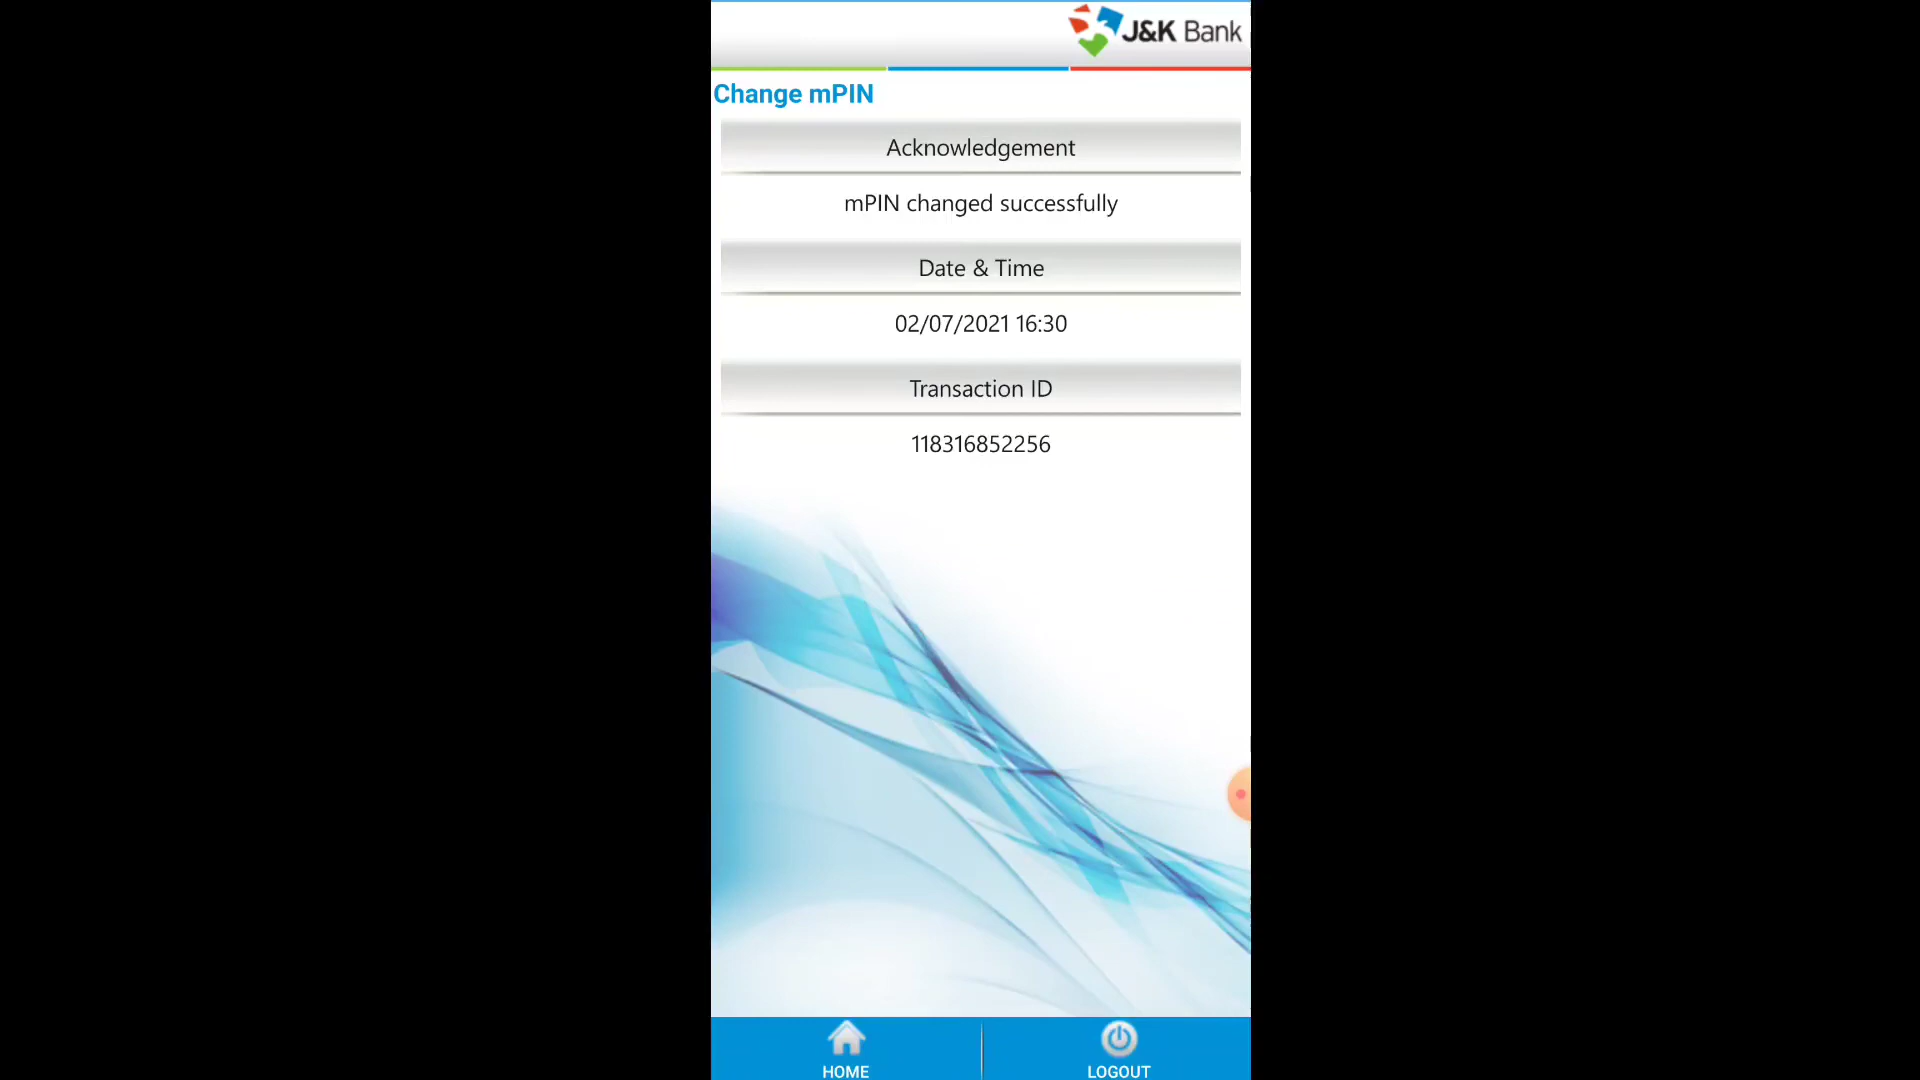 J&K Bank
Change mPIN
Acknowledgement
mPIN changed successfully
Date & Time
02/07/2021 16:30
Transaction ID
118316852256
HOME
LOGOUT